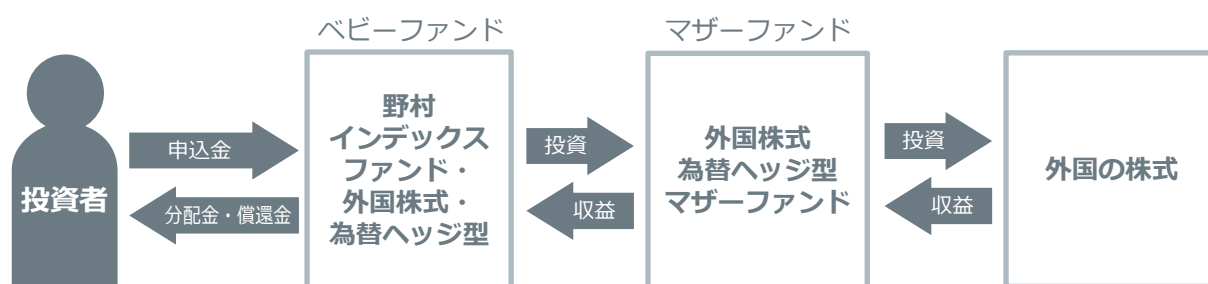 ベビーファンド
マザーファンド
投資者
申込金
分配金・償還金
野村
インデックス
ファンド・
外国株式・
為替ヘッジ型
投資
収益
外国株式
為替ヘッジ型
マザーファンド
投資
収益
外国の株式